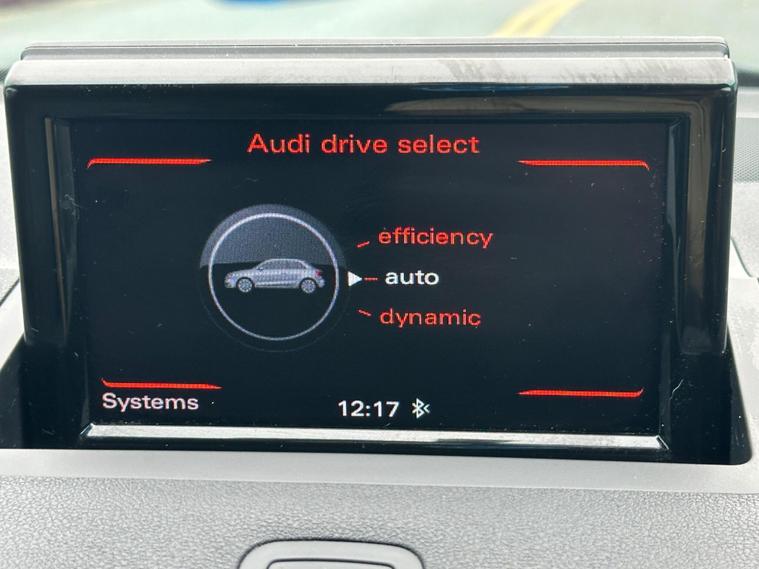 Audi drive select
efficiency
auto
dynamic
Systems
12:17